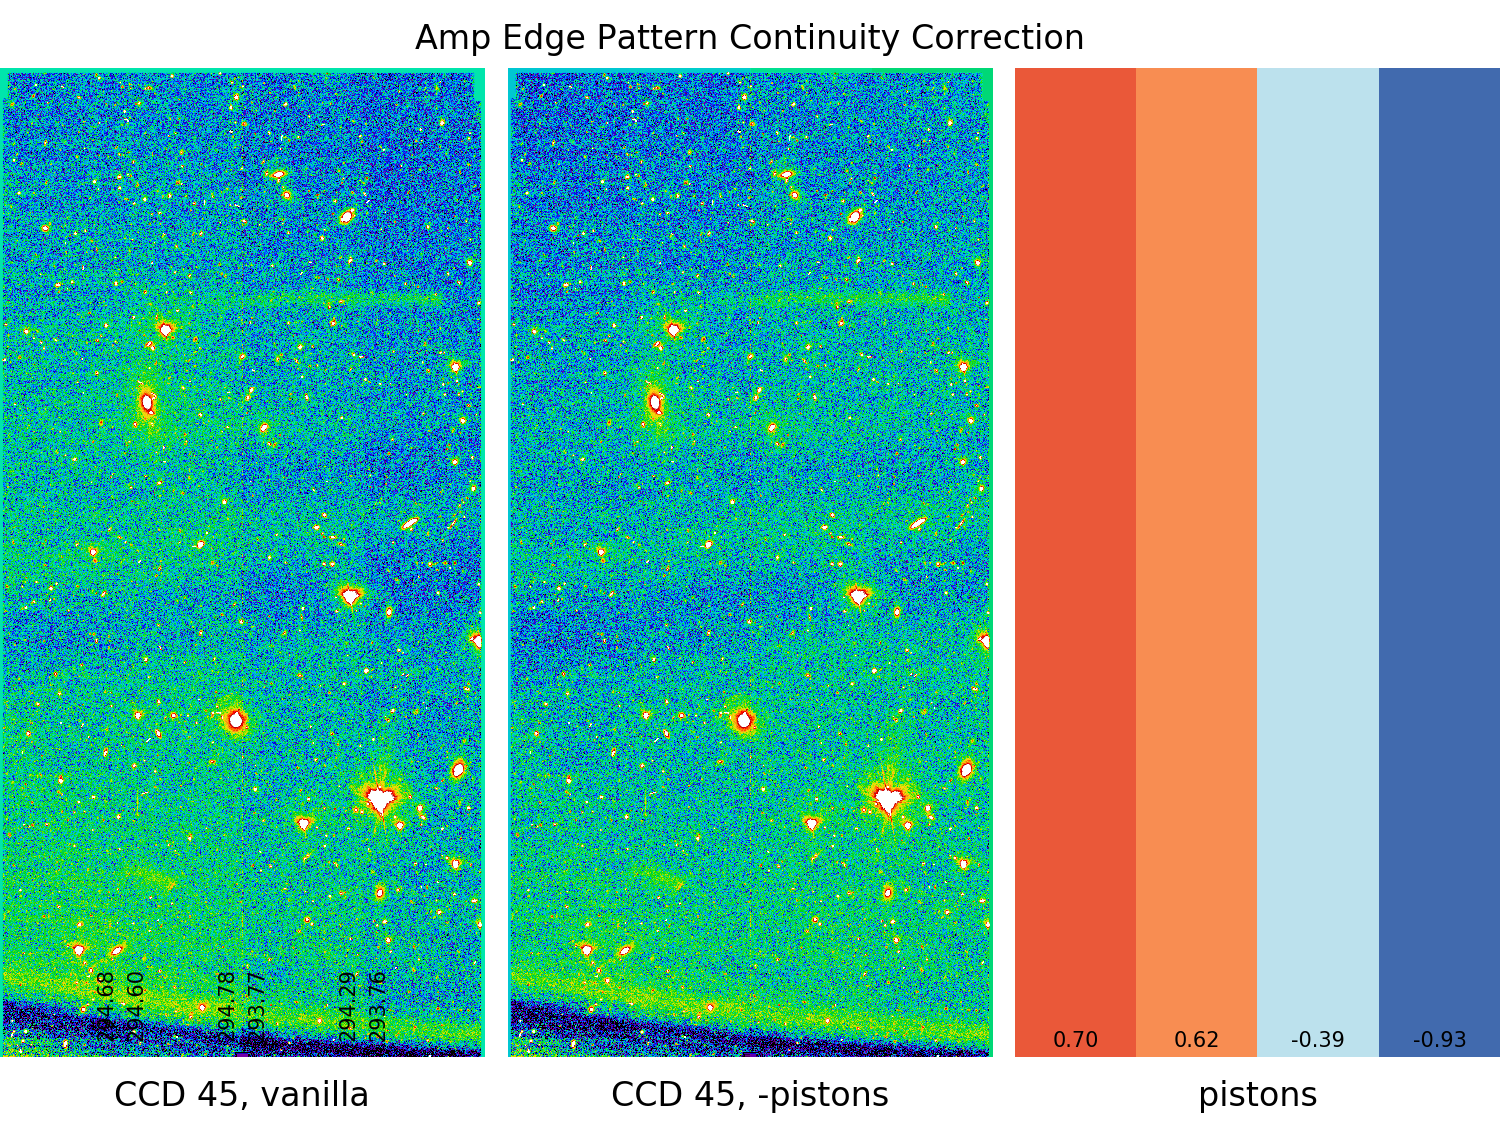 Amp Edge Pattern Continuity Correction
294.68
294.60
294.78
293.77
294.29
293.76
0.70
0.62
-0.39
-0.93
CCD 45, vanilla
CCD 45, -pistons
pistons